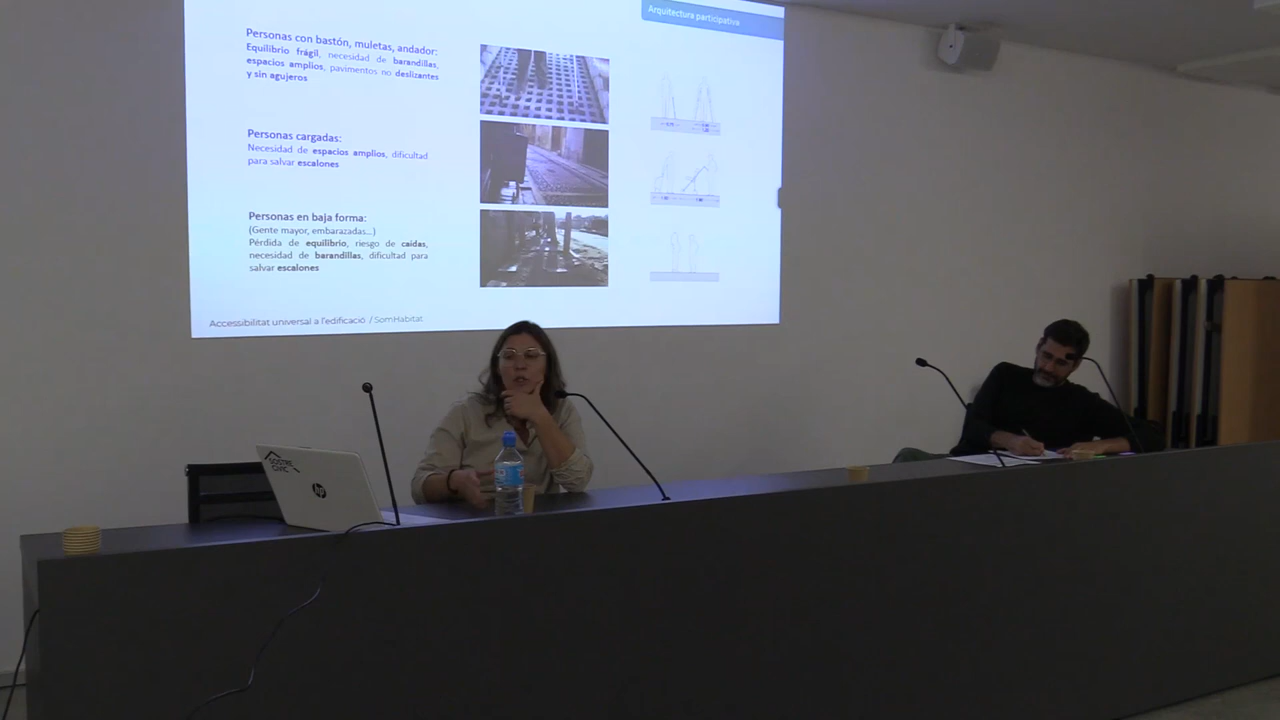 Arquitectura participativa
Personas con bastón, muletas, andador:
Equilibrio frágil, necesidad de barandillas,
espacios amplios, pavimentos no deslizantes
y sin agujeros
Personas cargadas:
Necesidad de espacios amplios, dificultad
para salvar escalones
Personas en baja forma:
(Gente mayor, embarazadas...)
Pérdida de equilibrio, riesgo de caídas,
necesidad de barandillas, dificultad para
salvar escalones
Accessibilitat universal a l'edificació / SomHabitat
SOSTRE
CÍVIC
hp